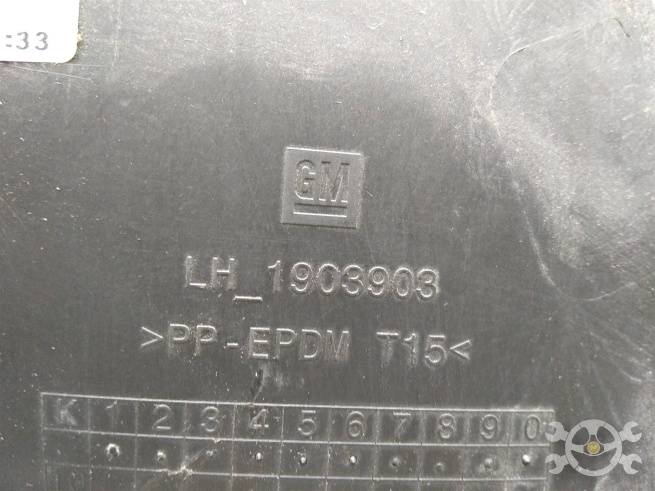 :33
GM
LH_1903903
>PP-EPDM T15<
K 1 2 3 4 5 6 7 8 9 0